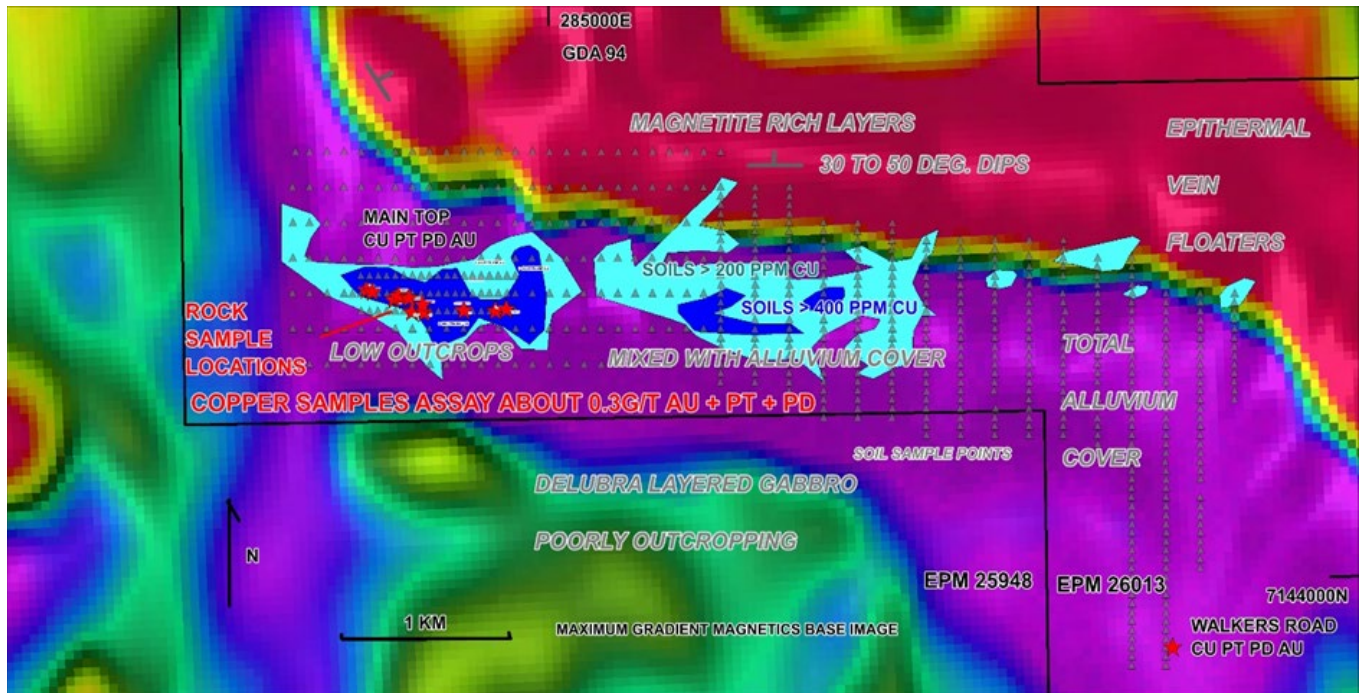 285000E
GDA 94
MAGNETITE RICH LAYERS
EPITHERMAL
30 TO 50 DEG. DIPS
VEIN
MAIN TOP
CU PT PD AU
FLOATERS
SOILS > 200 PPM CU
SOILS > 400 PPM CU
ROCK
SAMPLE
LOCATIONS
LOW OUTCROPS
MIXED WITH ALLUVIUM COVER
TOTAL
COPPER SAMPLES ASSAY ABOUT 0.3G/T AU + PT + PD
ALLUVIUM
SOIL SAMPLE POINTS
COVER
DELUBRA LAYERED GABBRO
POORLY OUTCROPPING
N
EPM 25948
EPM 26013
7144000N
1 KM
MAXIMUM GRADIENT MAGNETICS BASE IMAGE
WALKERS ROAD
CU PT PD AU